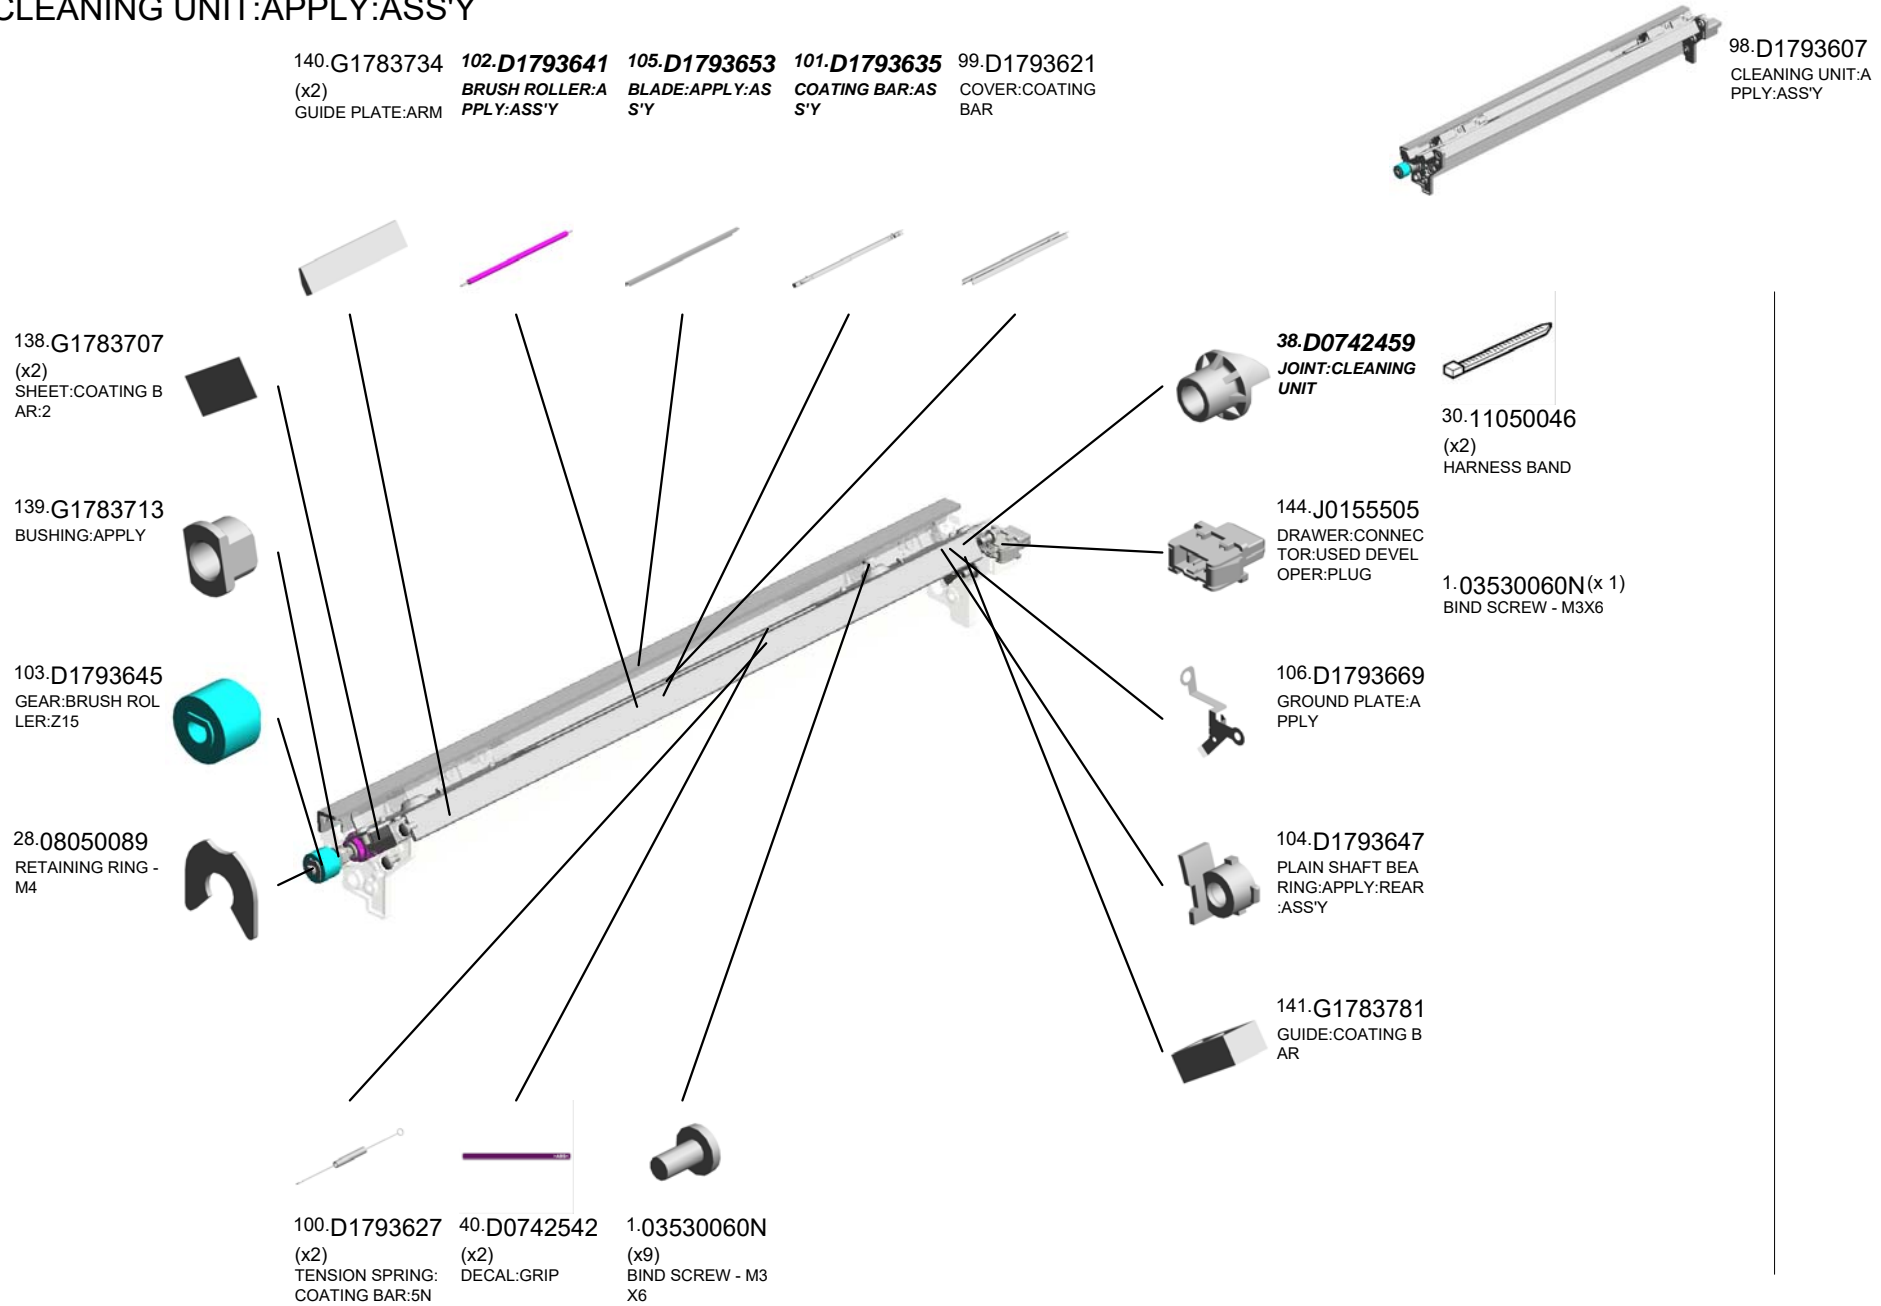 CLEANING UNIT:APPLY:ASS'Y
140.G1783734
(x2)
GUIDE PLATE:ARM
102.D1793641
BRUSH ROLLER:A
PPLY:ASS'Y
105.D1793653
BLADE:APPLY:AS
S'Y
101.D1793635
COATING BAR:AS
S'Y
99.D1793621
COVER:COATING
BAR
98.D1793607
CLEANING UNIT:A
PPLY:ASS'Y
138.G1783707
(x2)
SHEET:COATING B
AR:2
139.G1783713
BUSHING:APPLY
103.D1793645
GEAR:BRUSH ROL
LER:Z15
28.08050089
RETAINING RING -
M4
38.D0742459
JOINT:CLEANING
UNIT
30.11050046
(x2)
HARNESS BAND
144.J0155505
DRAWER:CONNEC
TOR:USED DEVEL
OPER:PLUG
1.03530060N(x 1)
BIND SCREW - M3X6
106.D1793669
GROUND PLATE:A
PPLY
104.D1793647
PLAIN SHAFT BEA
RING:APPLY:REAR
:ASS'Y
141.G1783781
GUIDE:COATING B
AR
100.D1793627
(x2)
TENSION SPRING:
COATING BAR:5N
40.D0742542
(x2)
DECAL:GRIP
1.03530060N
(x9)
BIND SCREW - M3
X6